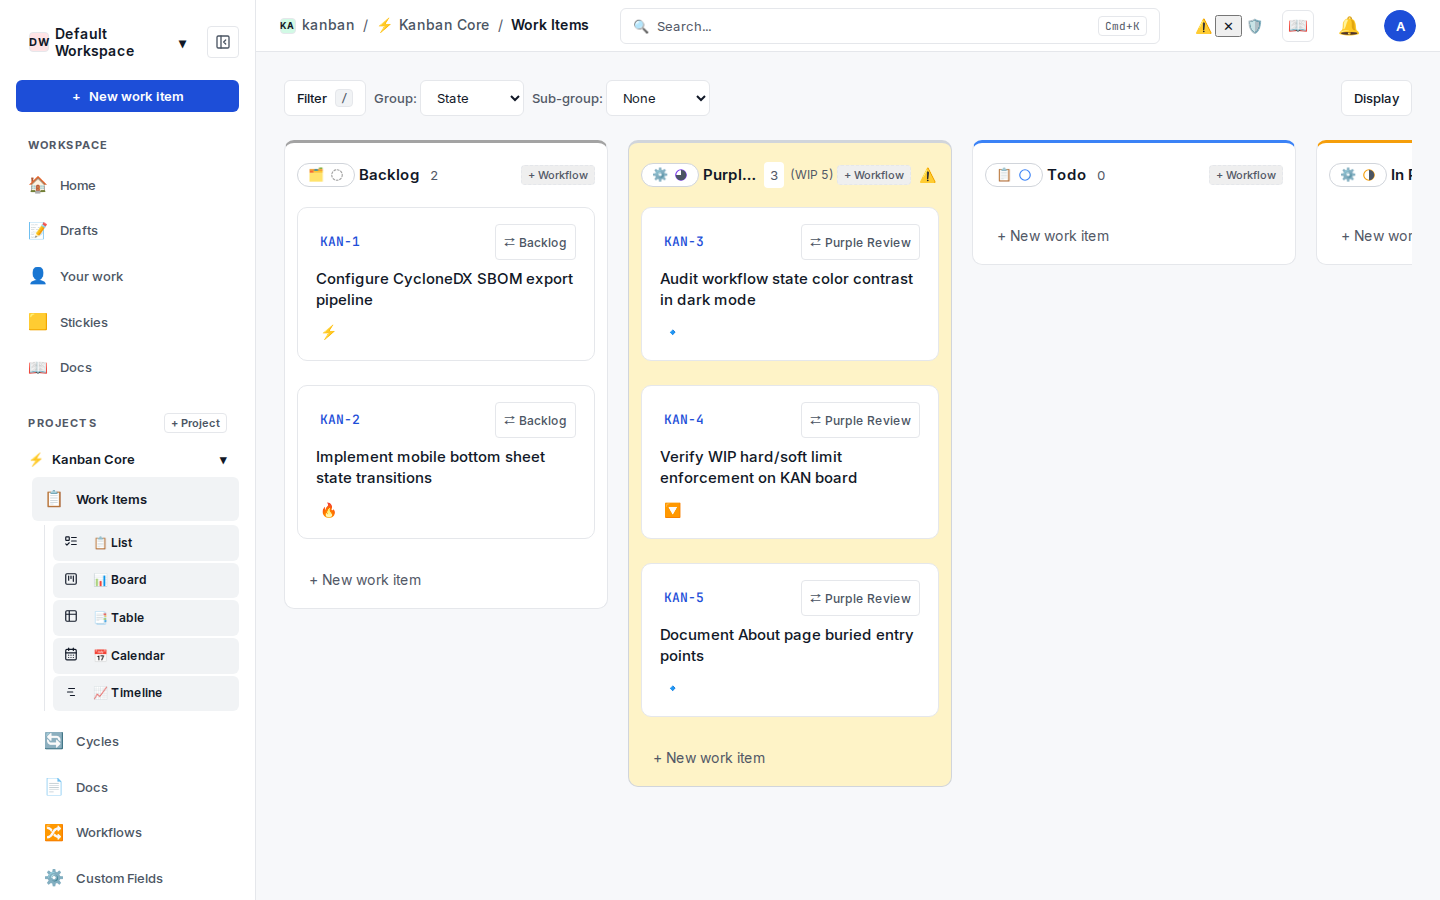 DW Default Workspace ▾
+ New work item
WORKSPACE
Home
Drafts
Your work
Stickies
Docs
PROJECTS + Project
Kanban Core ▾
Work Items
List
Board
Table
Calendar
Timeline
Cycles
Docs
Workflows
Custom Fields
KA kanban / Kanban Core / Work Items
Search... Cmd+K
A
Filter / Group: State Sub-group: None
Display
Backlog 2 + Workflow
KAN-1 ⇄ Backlog
Configure CycloneDX SBOM export
pipeline
KAN-2 ⇄ Backlog
Implement mobile bottom sheet
state transitions
+ New work item
Purpl... 3 (WIP 5) + Workflow
KAN-3 ⇄ Purple Review
Audit workflow state color contrast
in dark mode
KAN-4 ⇄ Purple Review
Verify WIP hard/soft limit
enforcement on KAN board
KAN-5 ⇄ Purple Review
Document About page buried entry
points
+ New work item
Todo 0 + Workflow
+ New work item
In
+ New